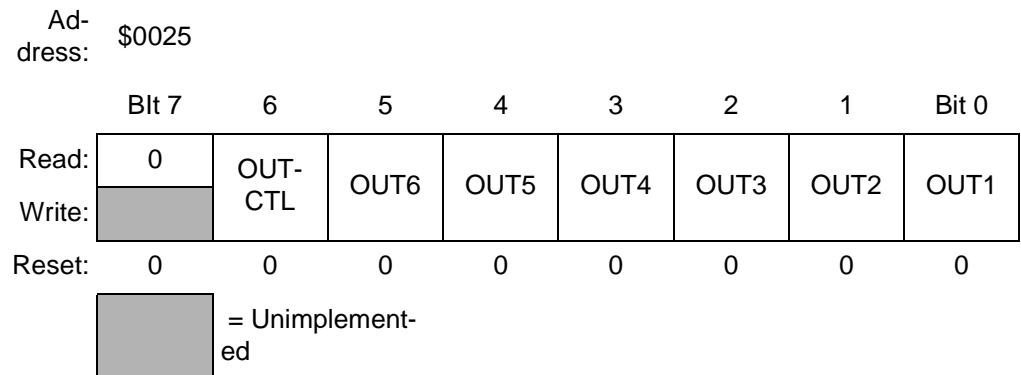 Ad-
dress: $0025
BIt 7 6 5 4 3 2 1 Bit 0
Read: 0 OUT-
CTL OUT6 OUT5 OUT4 OUT3 OUT2 OUT1
Write:
Reset: 0 0 0 0 0 0 0 0
= Unimplement-
ed